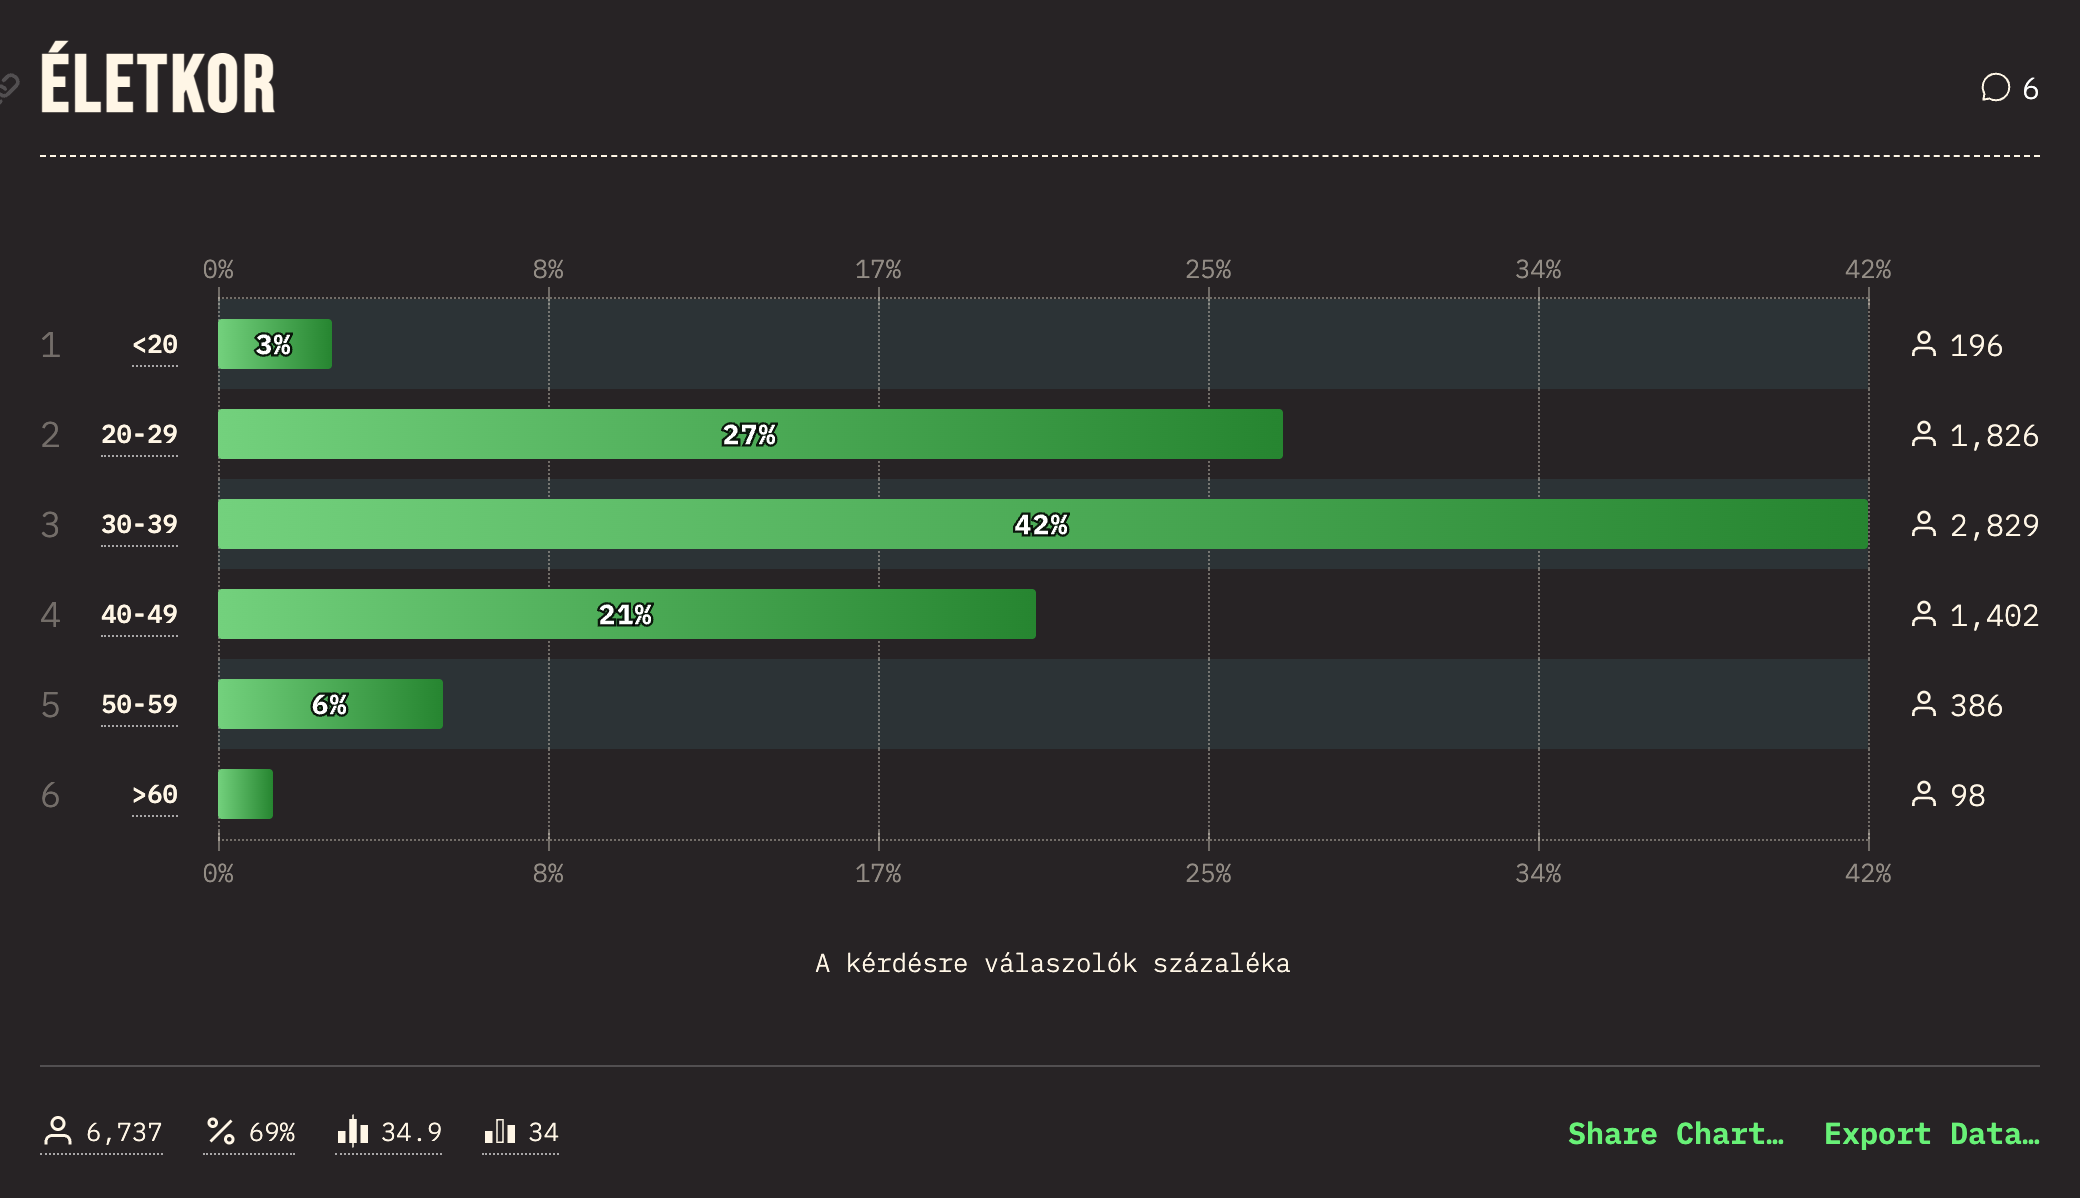 ÉLETKOR
6
0% 8% 17% 25% 34% 42%
1 <20 3% 196
2 20-29 27% 1,826
3 30-39 42% 2,829
4 40-49 21% 1,402
5 50-59 6% 386
6 >60 98
0% 8% 17% 25% 34% 42%
A kérdésre válaszolók százaléka
6,737 69% 34.9 34 Share Chart… Export Data…